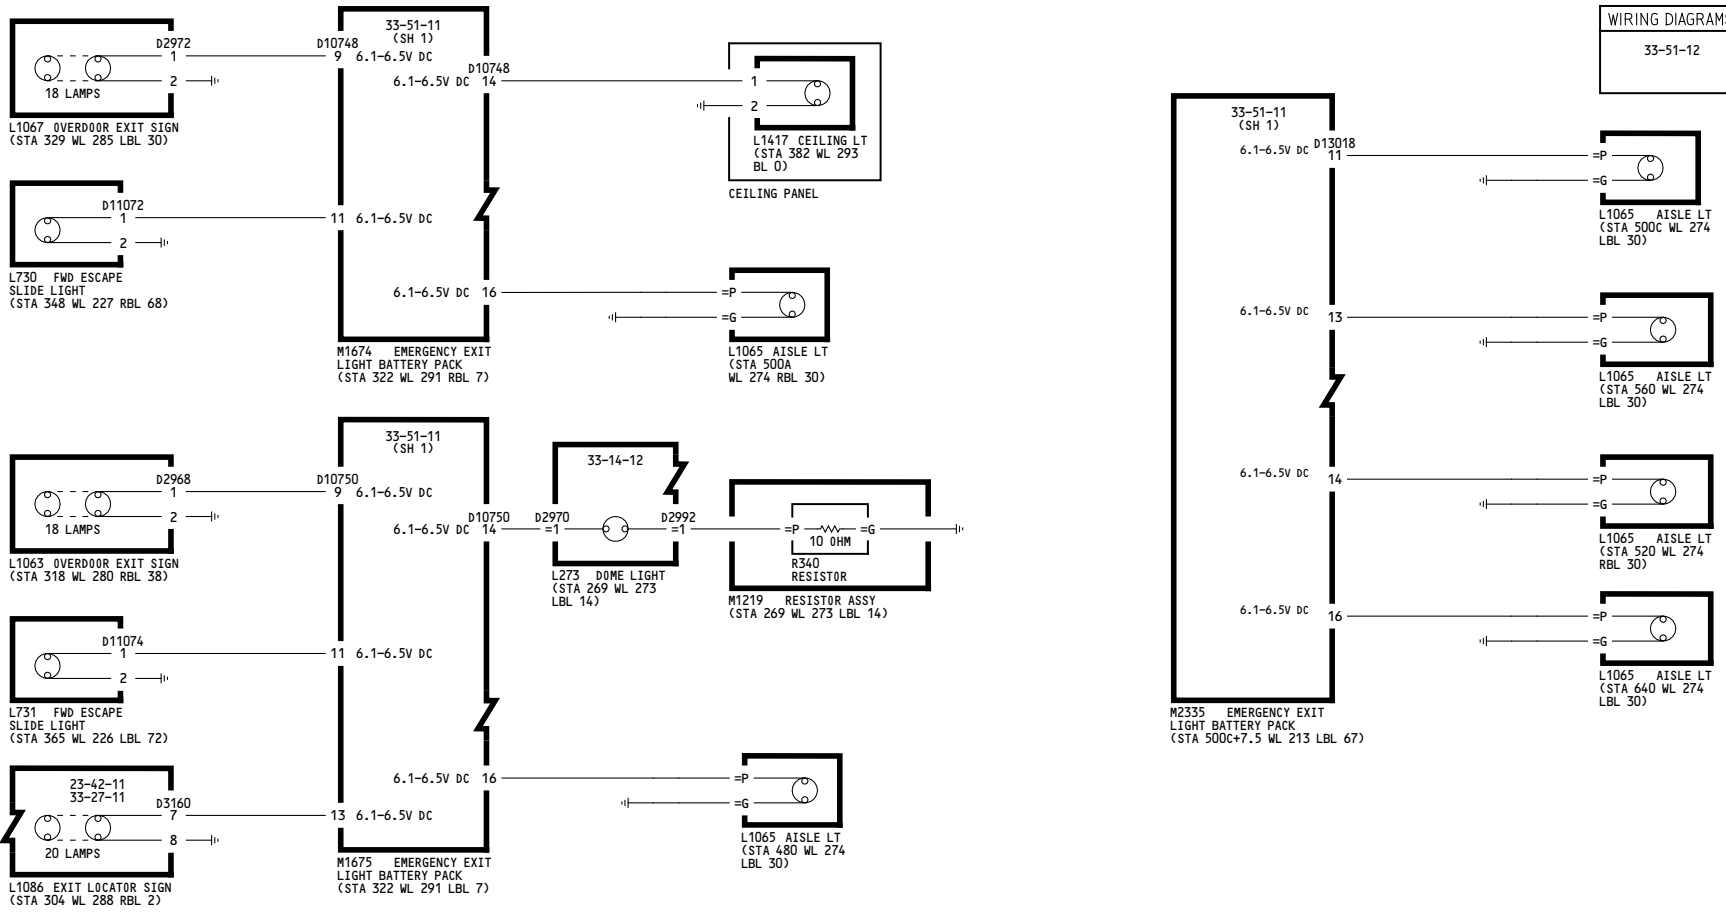 33-51-11
(SH 1)
D2972
1
2
18 LAMPS
L1067 OVERDOOR EXIT SIGN
(STA 329 WL 285 LBL 30)
D10748
9 6.1-6.5V DC
6.1-6.5V DC 14
D10748
1
2
L1417 CEILING LT
(STA 382 WL 293
BL 0)
CEILING PANEL
D11072
1
2
L730 FWD ESCAPE
SLIDE LIGHT
(STA 348 WL 227 RBL 68)
11 6.1-6.5V DC
6.1-6.5V DC 16
=P
=G
L1065 AISLE LT
(STA 500A
WL 274 RBL 30)
M1674 EMERGENCY EXIT
LIGHT BATTERY PACK
(STA 322 WL 291 RBL 7)
33-51-11
(SH 1)
D2968
1
2
18 LAMPS
L1063 OVERDOOR EXIT SIGN
(STA 318 WL 280 RBL 38)
D10750
9 6.1-6.5V DC
6.1-6.5V DC 14
D10750
33-14-12
D2970
=1
D2992
=1
L273 DOME LIGHT
(STA 269 WL 273
LBL 14)
=P
=G
10 OHM
R340
RESISTOR
M1219 RESISTOR ASSY
(STA 269 WL 273 LBL 14)
D11074
1
2
L731 FWD ESCAPE
SLIDE LIGHT
(STA 365 WL 226 LBL 72)
11 6.1-6.5V DC
6.1-6.5V DC 16
=P
=G
L1065 AISLE LT
(STA 480 WL 274
LBL 30)
23-42-11
33-27-11
D3160
7
8
20 LAMPS
L1086 EXIT LOCATOR SIGN
(STA 304 WL 288 RBL 2)
13 6.1-6.5V DC
M1675 EMERGENCY EXIT
LIGHT BATTERY PACK
(STA 322 WL 291 LBL 7)
WIRING DIAGRAMS
33-51-12
33-51-11
(SH 1)
6.1-6.5V DC
D13018
11
=P
=G
L1065 AISLE LT
(STA 500C WL 274
LBL 30)
6.1-6.5V DC
13
=P
=G
L1065 AISLE LT
(STA 560 WL 274
LBL 30)
6.1-6.5V DC
14
=P
=G
L1065 AISLE LT
(STA 520 WL 274
RBL 30)
6.1-6.5V DC
16
=P
=G
L1065 AISLE LT
(STA 640 WL 274
LBL 30)
M2335 EMERGENCY EXIT
LIGHT BATTERY PACK
(STA 500C+7.5 WL 213 LBL 67)